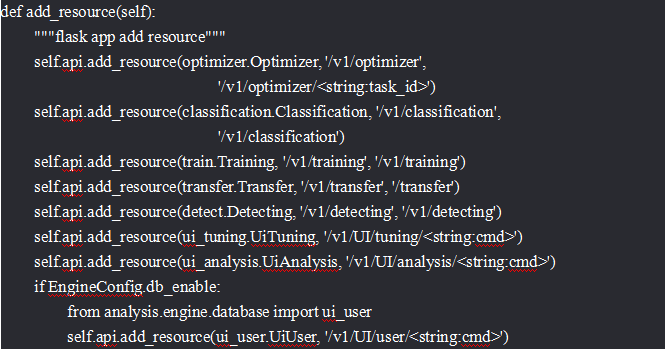 def add_resource(self):
"""flask app add resource"""
self.api.add_resource(optimizer.Optimizer, '/v1/optimizer',
'/v1/optimizer/<string:task_id>')
self.api.add_resource(classification.Classification, '/v1/classification',
'/v1/classification')
self.api.add_resource(train.Training, '/v1/training', '/v1/training')
self.api.add_resource(transfer.Transfer, '/v1/transfer', '/transfer')
self.api.add_resource(detect.Detecting, '/v1/detecting', '/v1/detecting')
self.api.add_resource(ui_tuning.UiTuning, '/v1/UI/tuning/<string:cmd>')
self.api.add_resource(ui_analysis.UiAnalysis, '/v1/UI/analysis/<string:cmd>')
if EngineConfig.db_enable:
from analysis.engine.database import ui_user
self.api.add_resource(ui_user.UiUser, '/v1/UI/user/<string:cmd>')